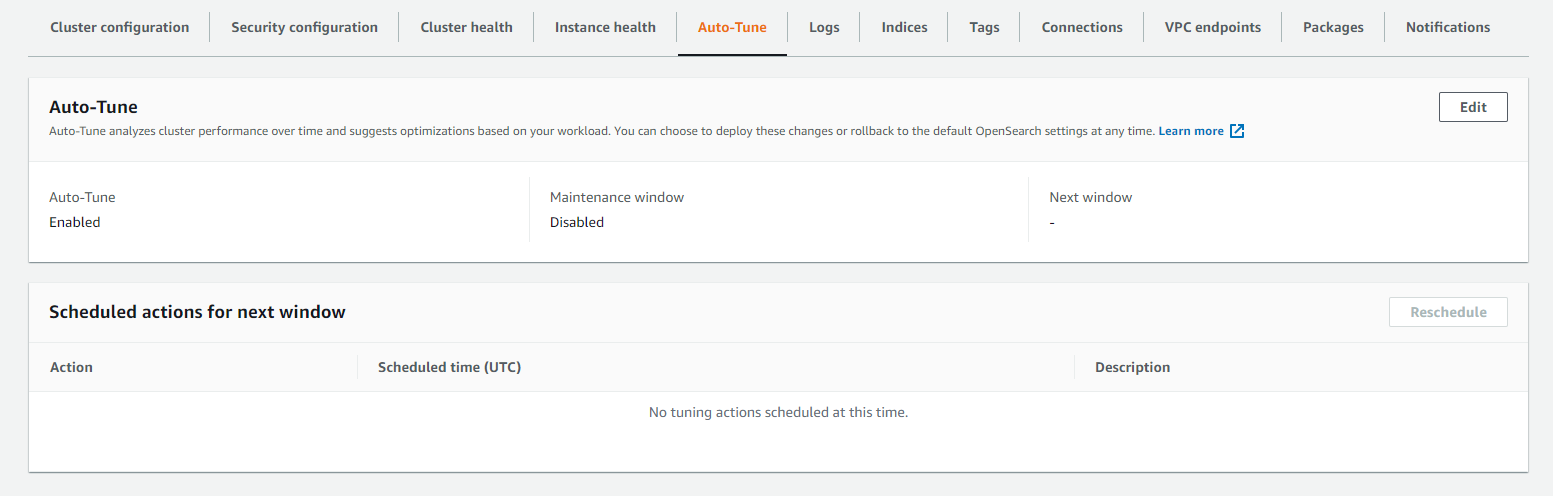 Cluster configuration Security configuration Cluster health Instance health Auto-Tune Logs Indices Tags Connections VPC endpoints Packages Notifications
Auto-Tune
Edit
Auto-Tune analyzes cluster performance over time and suggests optimizations based on your workload. You can choose to deploy these changes or rollback to the default OpenSearch settings at any time. Learn more
Auto-Tune Maintenance window Next window
Enabled Disabled -
Scheduled actions for next window Reschedule
Action Scheduled time (UTC) Description
No tuning actions scheduled at this time.